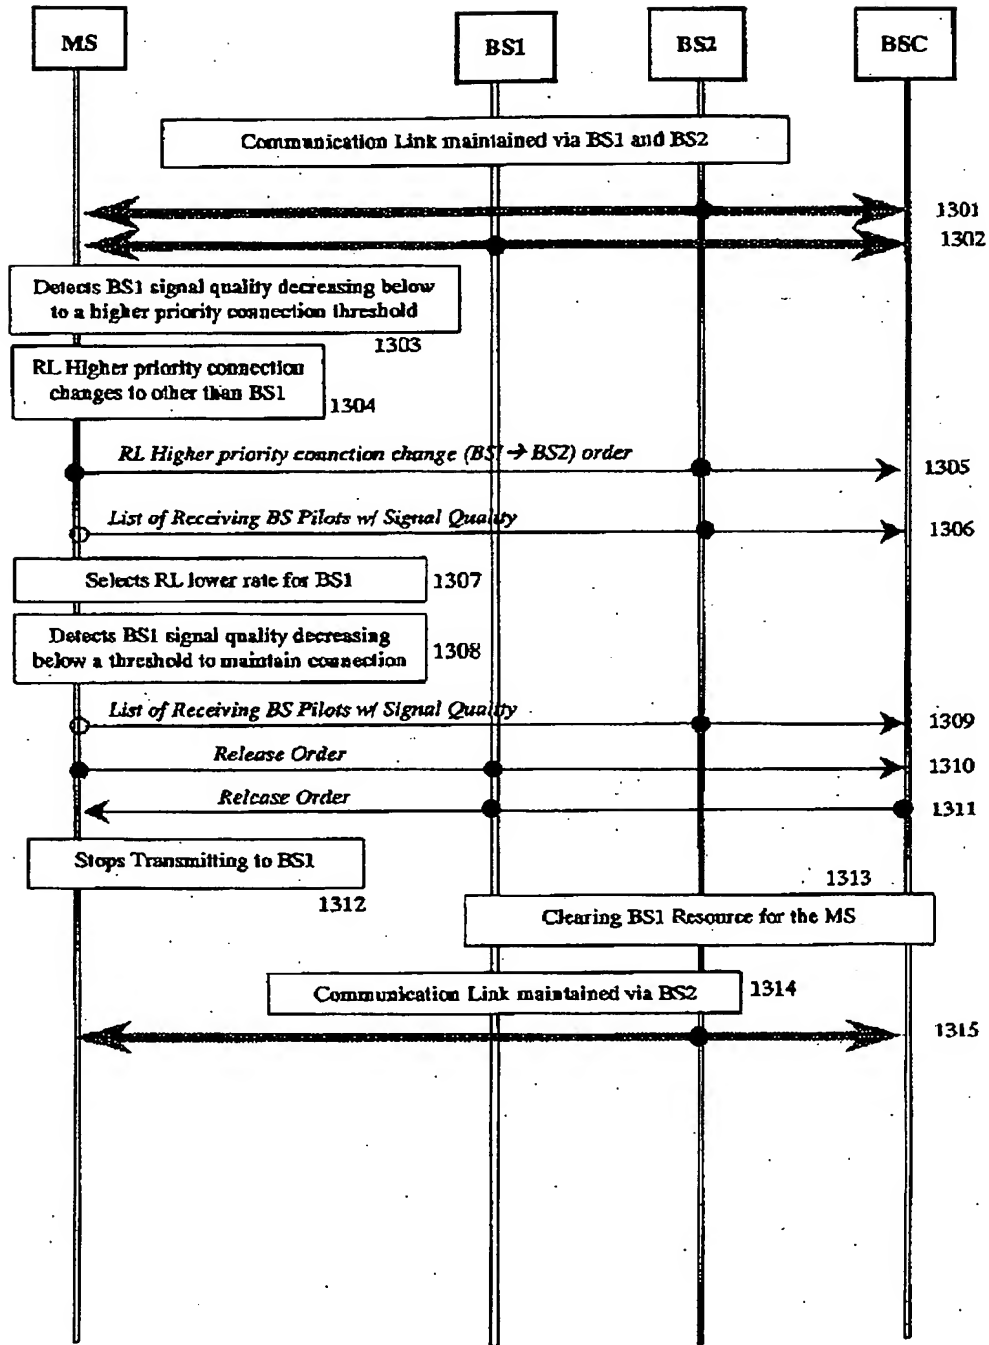 MS
BS1
BS2
BSC
Communication Link maintained via BS1 and BS2
1301
1302
Detects BS1 signal quality decreasing below
to a higher priority connection threshold
1303
RL Higher priority connection
changes to other than BS1
1304
RL Higher priority connction change (BS1 → BS2) order
1305
List of Receiving BS Pilots w/ Signal Quality
1306
Selects RL lower rate for BS1
1307
Detects BS1 signal quality decreasing
below a threshold to maintain connection
1308
List of Receiving BS Pilots w/ Signal Quality
1309
Release Order
1310
Release Order
1311
Stops Transmitting to BS1
1312
1313
Clearing BS1 Resource for the MS
Communication Link maintained via BS2
1314
1315